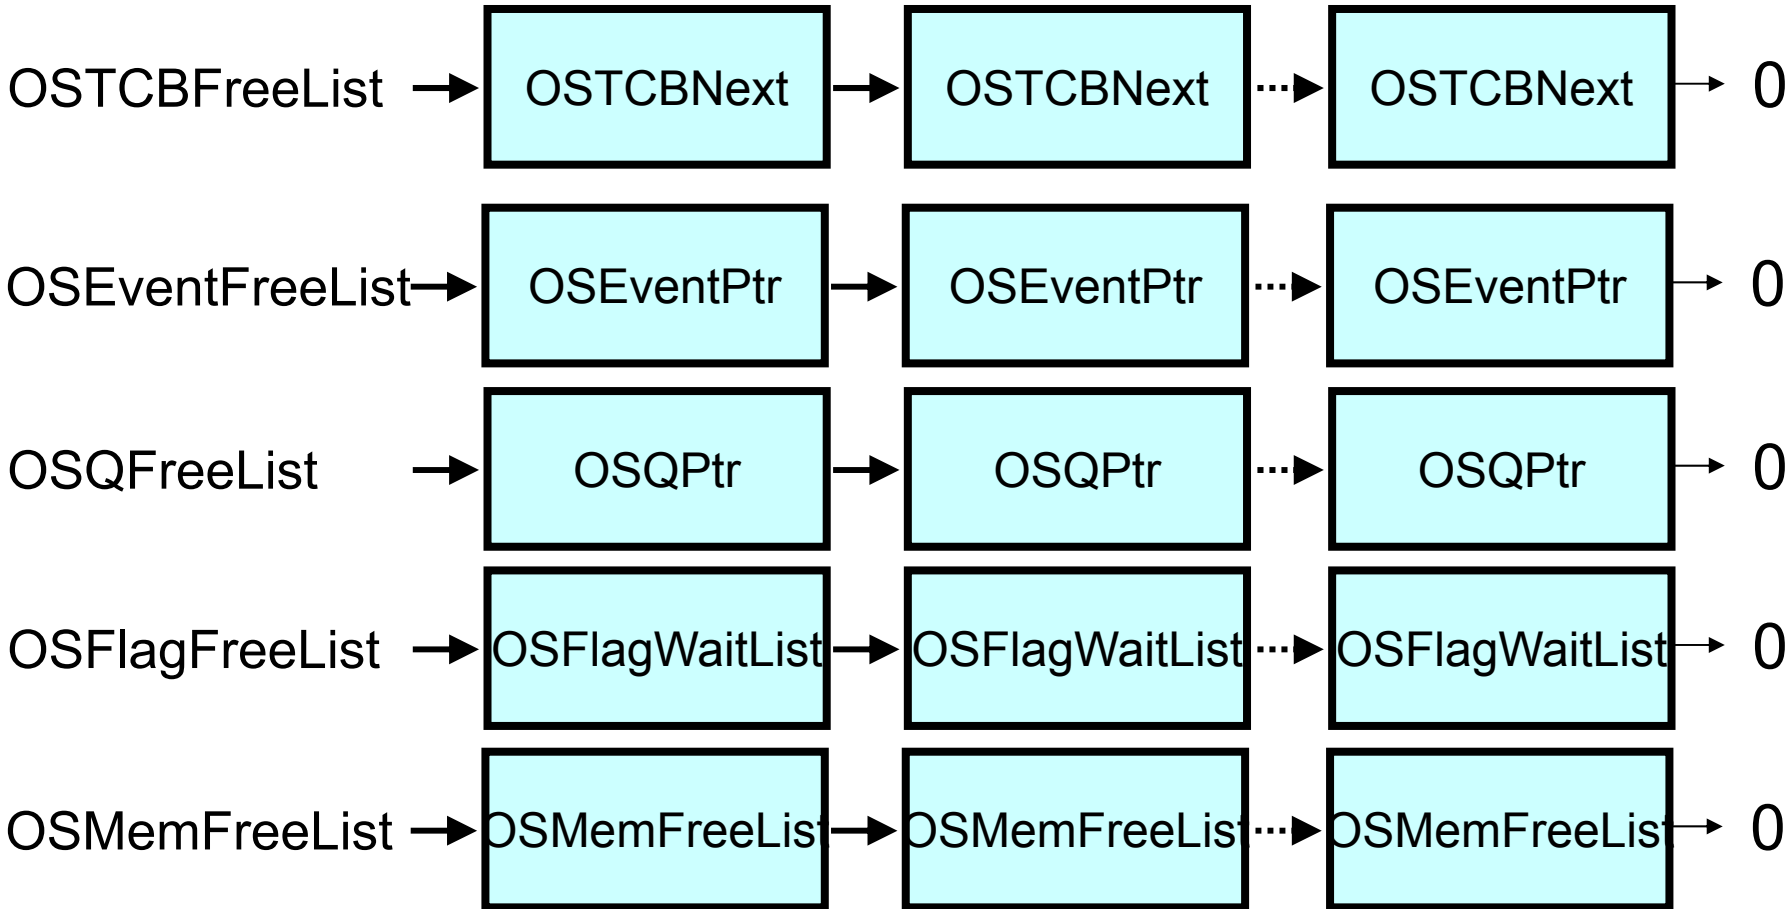 OSTCBFreeList OSTCBNext OSTCBNext OSTCBNext 0
OSEventFreeList OSEventPtr OSEventPtr OSEventPtr 0
OSQFreeList OSQPtr OSQPtr OSQPtr 0
OSFlagFreeList OSFlagWaitList OSFlagWaitList OSFlagWaitList 0
OSMemFreeList OSMemFreeList OSMemFreeList OSMemFreeList 0